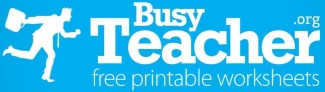 Busy
.org
Teacher
free printable worksheets